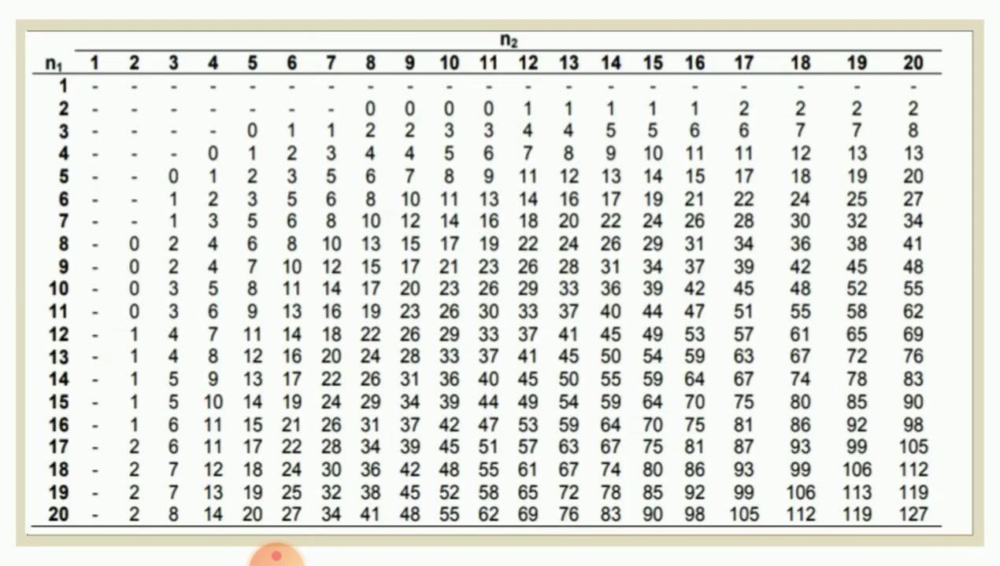 n₂
n₁ 1 2 3 4 5 6 7 8 9 10 11 12 13 14 15 16 17 18 19 20
1 - - - - - - - - - - - - - - - - - - - -
2 - - - - - - - 0 0 0 0 1 1 1 1 1 2 2 2 2
3 - - - - 0 1 1 2 2 3 3 4 4 5 5 6 6 7 7 8
4 - - - 0 1 2 3 4 4 5 6 7 8 9 10 11 11 12 13 13
5 - - 0 1 2 3 5 6 7 8 9 11 12 13 14 15 17 18 19 20
6 - - 1 2 3 5 6 8 10 11 13 14 16 17 19 21 22 24 25 27
7 - - 1 3 5 6 8 10 12 14 16 18 20 22 24 26 28 30 32 34
8 - 0 2 4 6 8 10 13 15 17 19 22 24 26 29 31 34 36 38 41
9 - 0 2 4 7 10 12 15 17 21 23 26 28 31 34 37 39 42 45 48
10 - 0 3 5 8 11 14 17 20 23 26 29 33 36 39 42 45 48 52 55
11 - 0 3 6 9 13 16 19 23 26 30 33 37 40 44 47 51 55 58 62
12 - 1 4 7 11 14 18 22 26 29 33 37 41 45 49 53 57 61 65 69
13 - 1 4 8 12 16 20 24 28 33 37 41 45 50 54 59 63 67 72 76
14 - 1 5 9 13 17 22 26 31 36 40 45 50 55 59 64 67 74 78 83
15 - 1 5 10 14 19 24 29 34 39 44 49 54 59 64 70 75 80 85 90
16 - 1 6 11 15 21 26 31 37 42 47 53 59 64 70 75 81 86 92 98
17 - 2 6 11 17 22 28 34 39 45 51 57 63 67 75 81 87 93 99 105
18 - 2 7 12 18 24 30 36 42 48 55 61 67 74 80 86 93 99 106 112
19 - 2 7 13 19 25 32 38 45 52 58 65 72 78 85 92 99 106 113 119
20 - 2 8 14 20 27 34 41 48 55 62 69 76 83 90 98 105 112 119 127